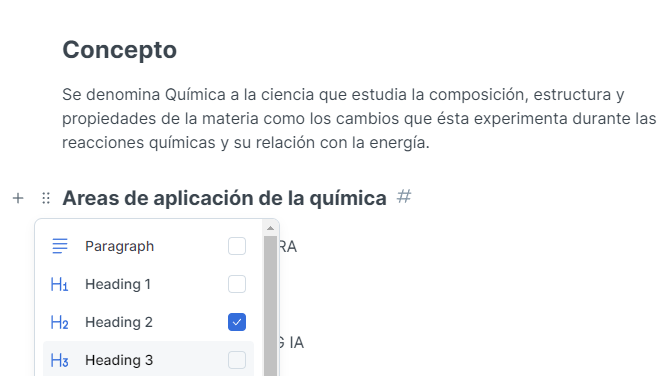 Concepto
Se denomina Química a la ciencia que estudia la composición, estructura y
propiedades de la materia como los cambios que ésta experimenta durante las
reacciones químicas y su relación con la energía.
+ Areas de aplicación de la química #
Paragraph
RA
H1 Heading 1
H2 Heading 2
IA
H3 Heading 3